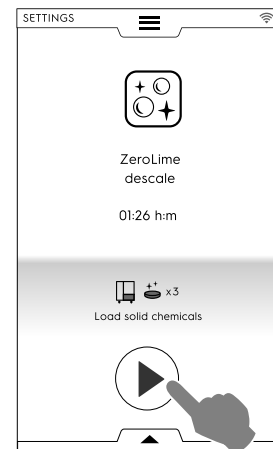 SETTINGS
ZeroLime
descale
01:26 h:m
x3
Load solid chemicals